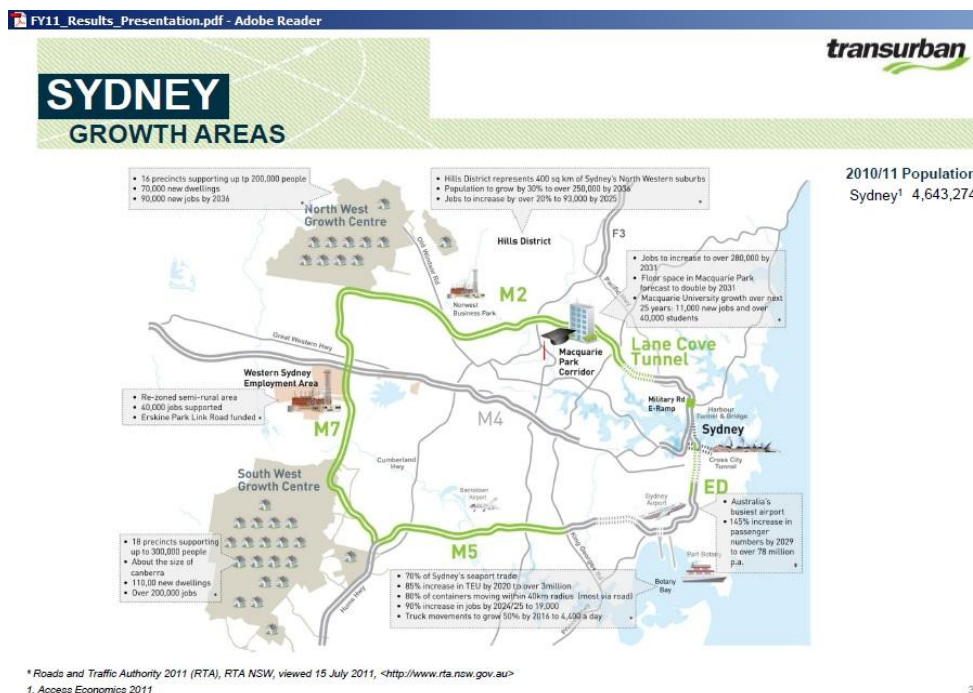 FY11_Results_Presentation.pdf - Adobe Reader
transurban
SYDNEY
GROWTH AREAS
2010/11 Population
Sydney¹ 4,643,274
• 16 precincts supporting up tp 200,000 people
• 70,000 new dwellings
• 90,000 new jobs by 2036
*
North West
Growth Centre
• Hills District represents 400 sq km of Sydney's North Western suburbs
• Population to grow by 30% to over 250,000 by 2036
• Jobs to increase by over 20% to 93,000 by 2025
*
Hills District
F3
Old Windsor Rd
Pacific Hwy
• Jobs to increase to over 280,000 by
2031
• Floor space in Macquarie Park
forecast to double by 2031
• Macquarie University growth over next
25 years: 11,000 new jobs and over
40,000 students
*
M2
Norwest
Business Park
Lane Cove
Tunnel
Macquarie
Park
Corridor
Great Western Hwy
Western Sydney
Employment Area
• Re-zoned semi-rural area
• 40,000 jobs supported
• Erskine Park Link Road funded *
M7
M4
Military Rd
E-Ramp
Harbour
Tunnel & Bridge
Sydney
Cross City
Tunnel
Cumberland
Hwy
South West
Growth Centre
Bankstown
Airport
Sydney
Airport
ED
• Australia's
busiest airport
• 145% increase in
passenger
numbers by 2029
to over 78 million
p.a.
*
• 18 precincts supporting
up to 300,000 people
• About the size of
canberra
• 110,00 new dwellings
• Over 200,000 jobs
*
M5
King Georges Rd
Port Botany
Botany
Bay
Hume Hwy
• 70% of Sydney's seaport trade
• 85% increase in TEU by 2020 to over 3million
• 80% of containers moving within 40km radius (most via road)
• 90% increase in jobs by 2024/25 to 19,000
• Truck movements to grow 50% by 2016 to 4,400 a day
*
* Roads and Traffic Authority 2011 (RTA), RTA NSW, viewed 15 July 2011, <http://www.rta.nsw.gov.au>
1. Access Economics 2011